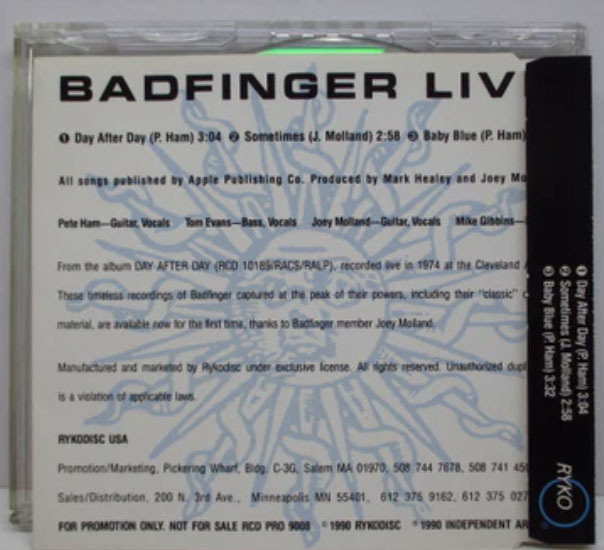 BADFINGER LIV
❶ Day After Day (P. Ham) 3:04 ❷ Sometimes (J. Molland) 2:58 ❸ Baby Blue (P. Ham)
All songs published by Apple Publishing Co. Produced by Mark Healey and Joey Mo
Pete Ham—Guitar, Vocals Tom Evans—Bass, Vocals Joey Molland—Guitar, Vocals Mike Gibbins—
From the album DAY AFTER DAY (RCD 10189/RACS/RALP), recorded live in 1974 at the Cleveland
These timeless recordings of Badfinger captured at the peak of their powers, including their "classic"
material, are available now for the first time, thanks to Badfinger member Joey Molland.
Manufactured and marketed by Rykodisc under exclusive license. All rights reserved. Unauthorized dupl
is a violation of applicable laws.
RYKODISC USA
Promotion/Marketing, Pickering Wharf, Bldg. C-3G, Salem MA 01970, 508 744 7678, 508 741 45
Sales/Distribution, 200 N. 3rd Ave., Minneapolis MN 55401, 612 375 9162, 612 375 027
FOR PROMOTION ONLY. NOT FOR SALE RCD PRO 9008 ℗ 1990 RYKODISC © 1990 INDEPENDENT AR
❶ Day After Day (P. Ham) 3:04
❷ Sometimes (J. Molland) 2:58
❸ Baby Blue (P. Ham) 3:32
RYKO